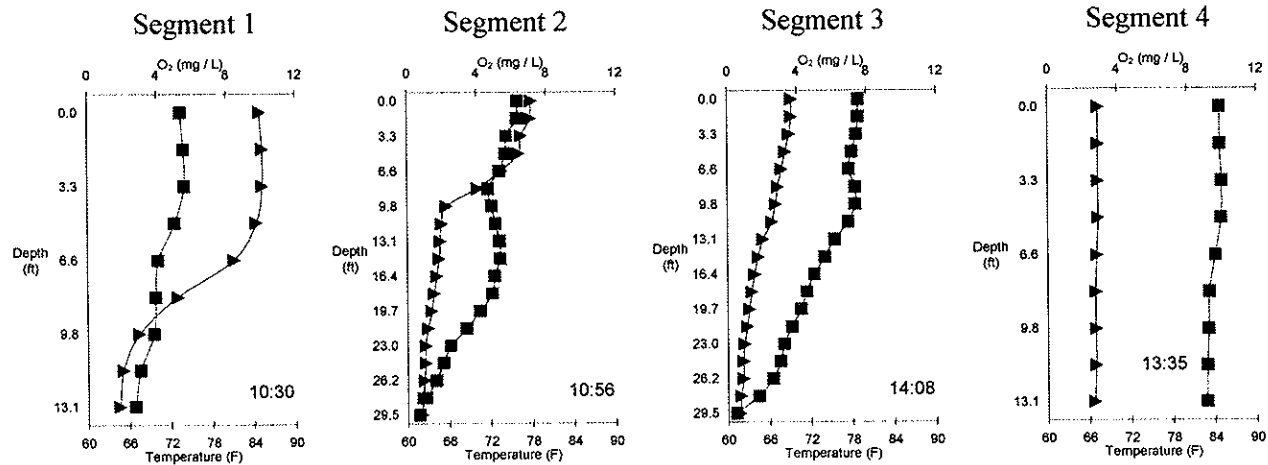 Segment 1
O₂ (mg / L)
0 4 8 12
0.0
3.3
6.6
9.8
13.1
Depth
(ft)
10:30
60 66 72 78 84 90
Temperature (F)
Segment 2
O₂ (mg / L)
0 4 8 12
0.0
3.3
6.6
9.8
13.1
16.4
19.7
23.0
26.2
29.5
Depth
(ft)
10:56
60 66 72 78 84 90
Temperature (F)
Segment 3
O₂ (mg / L)
0 4 8 12
0.0
3.3
6.6
9.8
13.1
16.4
19.7
23.0
26.2
29.5
Depth
(ft)
14:08
60 66 72 78 84 90
Temperature (F)
Segment 4
O₂ (mg / L)
0 4 8 12
0.0
3.3
6.6
9.8
13.1
Depth
(ft)
13:35
60 66 72 78 84 90
Temperature (F)